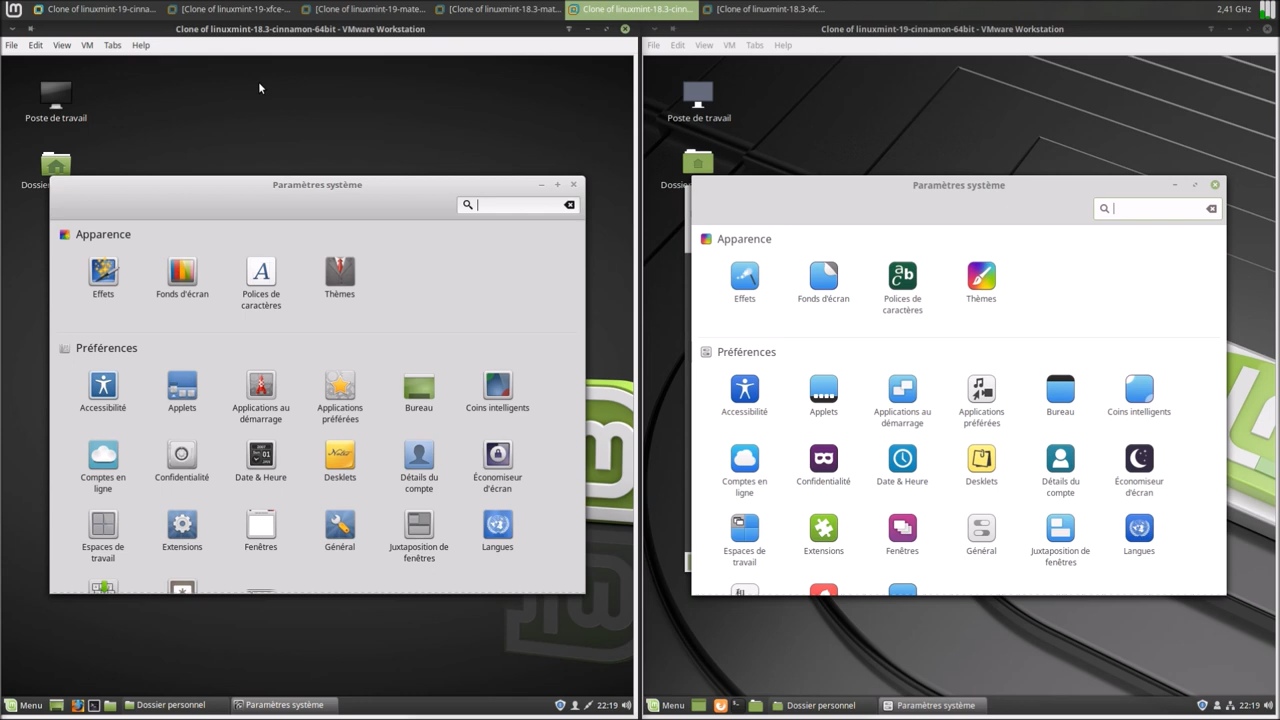 Clone of linuxmint-19-cinna...
[Clone of linuxmint-19-xfce-...
[Clone of linuxmint-19-mate...
[Clone of linuxmint-18.3-mat...
Clone of linuxmint-18.3-cinn...
[Clone of linuxmint-18.3-xfc...
2,41 GHz
Clone of linuxmint-18.3-cinnamon-64bit - VMware Workstation
File Edit View VM Tabs Help
Poste de travail
Dossier
Paramètres système
Apparence
Effets
Fonds d'écran
Polices de
caractères
Thèmes
Préférences
Accessibilité
Applets
Applications au
démarrage
Applications
préférées
Bureau
Coins intelligents
Comptes en
ligne
Confidentialité
Date & Heure
Desklets
Détails du
compte
Économiseur
d'écran
Espaces de
travail
Extensions
Fenêtres
Général
Juxtaposition de
fenêtres
Langues
Menu
Dossier personnel
Paramètres système
22:19
Clone of linuxmint-19-cinnamon-64bit - VMware Workstation
File Edit View VM Tabs Help
Poste de travail
Dossie
Paramètres système
Apparence
Effets
Fonds d'écran
Polices de
caractères
Thèmes
Préférences
Accessibilité
Applets
Applications au
démarrage
Applications
préférées
Bureau
Coins intelligents
Comptes en
ligne
Confidentialité
Date & Heure
Desklets
Détails du
compte
Économiseur
d'écran
Espaces de
travail
Extensions
Fenêtres
Général
Juxtaposition de
fenêtres
Langues
Menu
Dossier personnel
Paramètres système
22:19